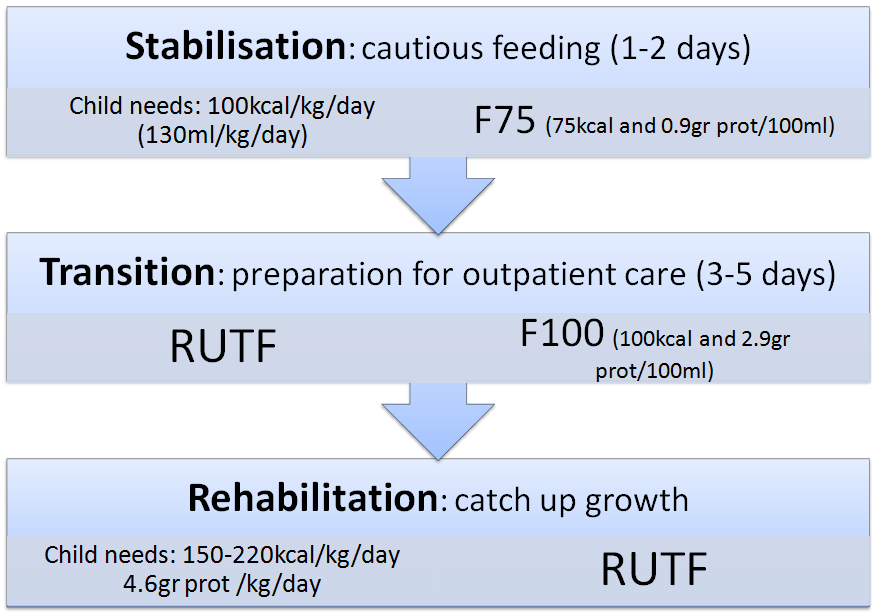 Stabilisation: cautious feeding (1-2 days)
Child needs: 100kcal/kg/day
(130ml/kg/day)
F75 (75kcal and 0.9gr prot/100ml)
Transition: preparation for outpatient care (3-5 days)
RUTF
F100 (100kcal and 2.9gr
prot/100ml)
Rehabilitation: catch up growth
Child needs: 150-220kcal/kg/day
4.6gr prot /kg/day
RUTF